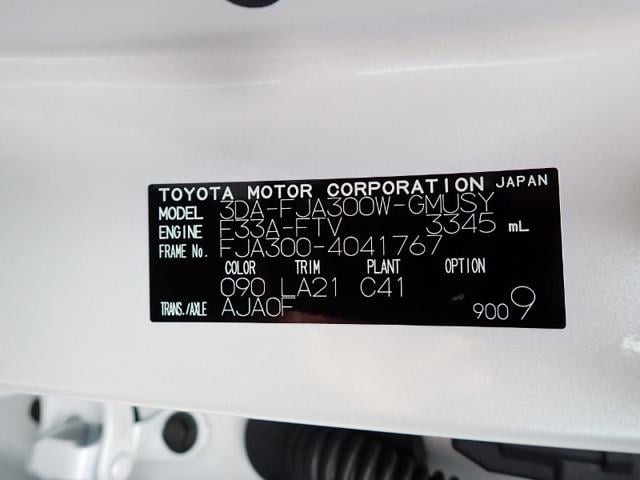 TOYOTA MOTOR CORPORATION JAPAN
MODEL 3DA-FJA300W-GMUSY
ENGINE F33A-FTV 3345 mL
FRAME No. FJA300-4041767
COLOR TRIM PLANT OPTION
090 LA21 C41
TRANS./AXLE AJA0F 9009